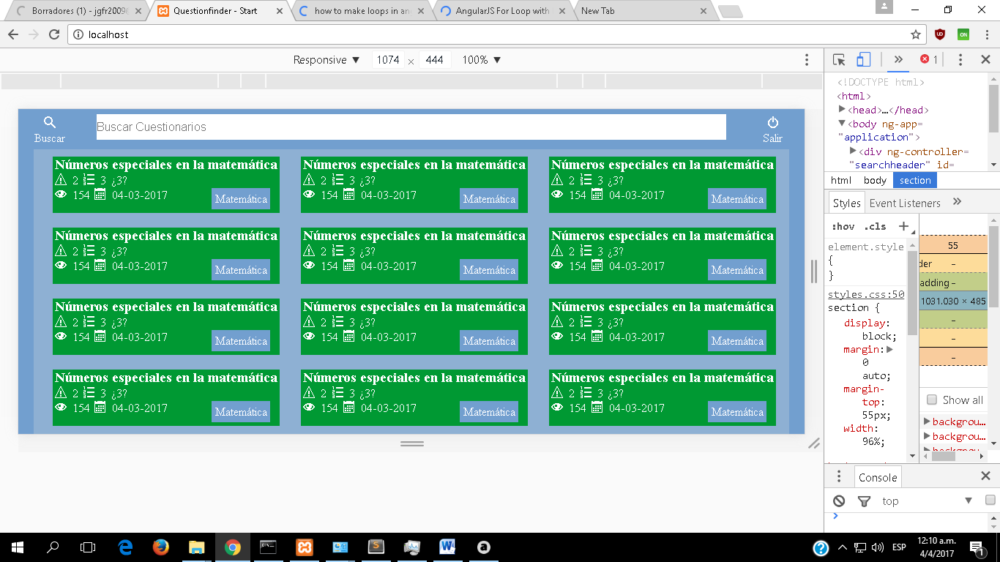 Borradores (1) - jgfr2009@
Questionfinder - Start
how to make loops in an
AngularJS For Loop with
New Tab
localhost
UD
ON
Responsive ▼ 1074 × 444 100% ▼
1
Buscar
Buscar Cuestionarios
Salir
Números especiales en la matemática
2 3 ¿3?
154 04-03-2017 Matemática
Números especiales en la matemática
2 3 ¿3?
154 04-03-2017 Matemática
Números especiales en la matemática
2 3 ¿3?
154 04-03-2017 Matemática
Números especiales en la matemática
2 3 ¿3?
154 04-03-2017 Matemática
Números especiales en la matemática
2 3 ¿3?
154 04-03-2017 Matemática
Números especiales en la matemática
2 3 ¿3?
154 04-03-2017 Matemática
Números especiales en la matemática
2 3 ¿3?
154 04-03-2017 Matemática
Números especiales en la matemática
2 3 ¿3?
154 04-03-2017 Matemática
Números especiales en la matemática
2 3 ¿3?
154 04-03-2017 Matemática
Números especiales en la matemática
2 3 ¿3?
154 04-03-2017 Matemática
Números especiales en la matemática
2 3 ¿3?
154 04-03-2017 Matemática
Números especiales en la matemática
2 3 ¿3?
154 04-03-2017 Matemática
<!DOCTYPE html>
<html>
<head>…</head>
<body ng-app=
"application">
<div ng-controller=
"searchheader" id=
html body section
Styles Event Listeners
:hov .cls
element.style
{
}
styles.css:50
section {
display:
block;
margin:
0
auto;
margin-
top:
55px;
width:
96%;
55
der –
adding –
1031.030 × 485
–
–
–
Show all
backgrou…
backgrou…
Console
top
ESP
12:10 a.m.
4/4/2017
1